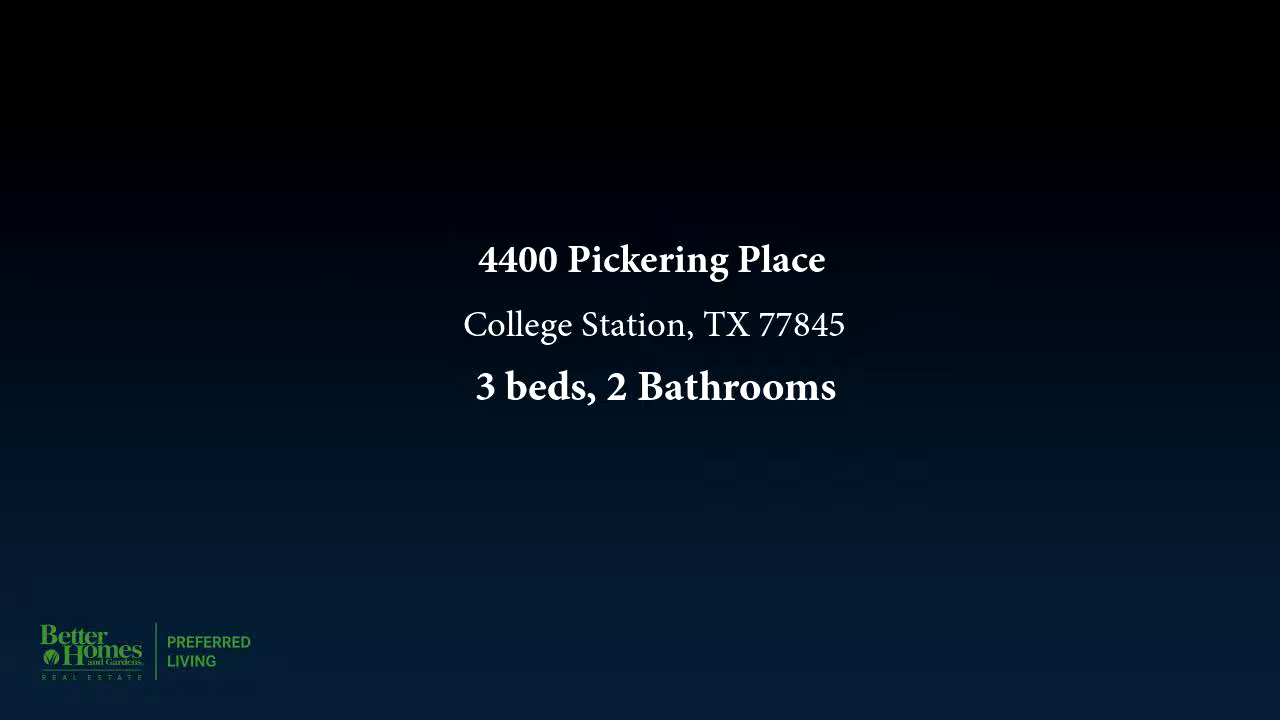 4400 Pickering Place
College Station, TX 77845
3 beds, 2 Bathrooms
Better
Homes
and Gardens
REAL ESTATE
PREFERRED
LIVING